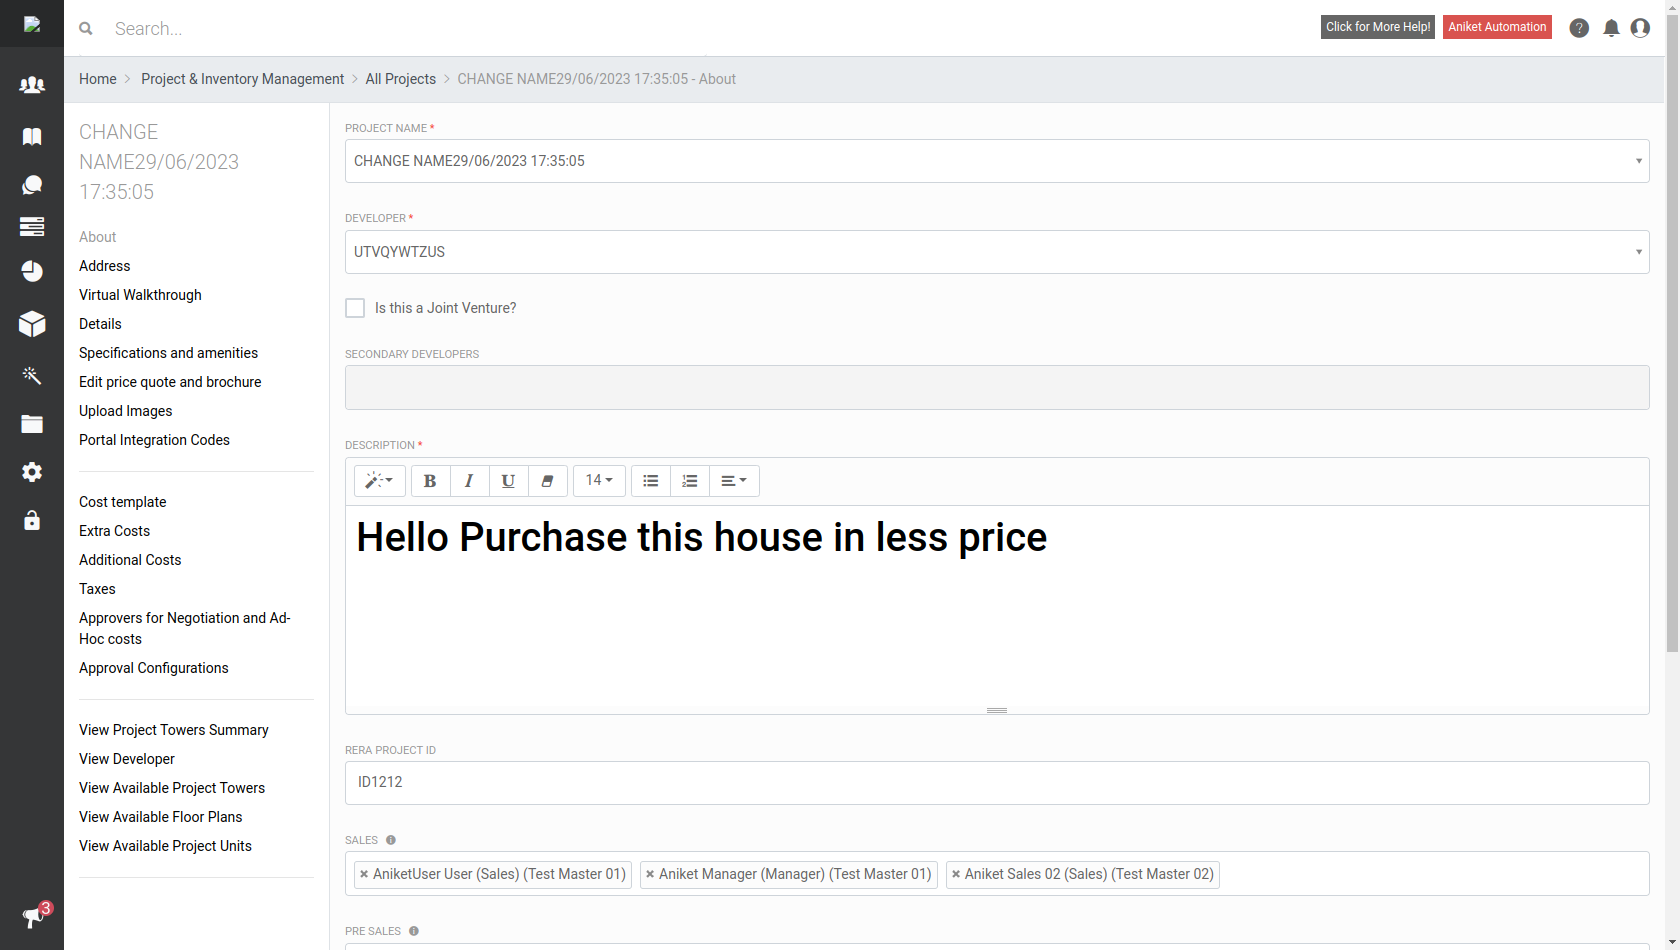 Search...
Click for More Help!
Aniket Automation
Home
Project & Inventory Management
All Projects
CHANGE NAME29/06/2023 17:35:05 - About
CHANGE
NAME29/06/2023
17:35:05
About
Address
Virtual Walkthrough
Details
Specifications and amenities
Edit price quote and brochure
Upload Images
Portal Integration Codes
Cost template
Extra Costs
Additional Costs
Taxes
Approvers for Negotiation and Ad-
Hoc costs
Approval Configurations
View Project Towers Summary
View Developer
View Available Project Towers
View Available Floor Plans
View Available Project Units
3
PROJECT NAME *
CHANGE NAME29/06/2023 17:35:05
DEVELOPER *
UTVQYWTZUS
Is this a Joint Venture?
SECONDARY DEVELOPERS
DESCRIPTION *
B I U 14
Hello Purchase this house in less price
RERA PROJECT ID
ID1212
SALES
× AniketUser User (Sales) (Test Master 01) × Aniket Manager (Manager) (Test Master 01) × Aniket Sales 02 (Sales) (Test Master 02)
PRE SALES